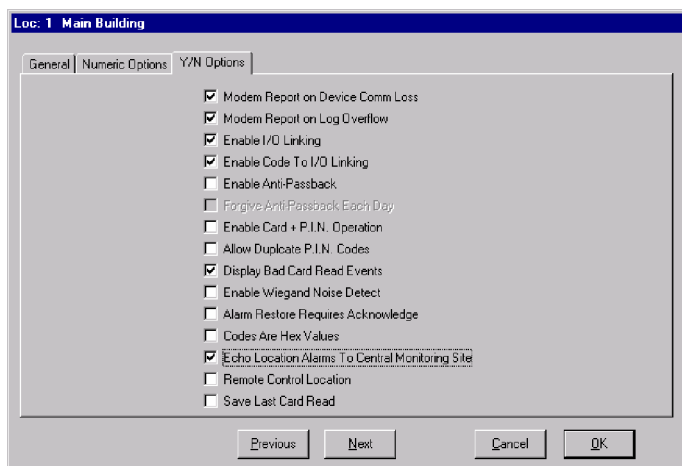 Loc: 1 Main Building
General Numeric Options Y/N Options
Modem Report on Device Comm Loss
Modem Report on Log Overflow
Enable I/O Linking
Enable Code To I/O Linking
Enable Anti-Passback
Forgive Anti-Passback Each Day
Enable Card + P.I.N. Operation
Allow Duplcate P.I.N. Codes
Display Bad Card Read Events
Enable Wiegand Noise Detect
Alarm Restore Requires Acknowledge
Codes Are Hex Values
Echo Location Alarms To Central Monitoring Site
Remote Control Location
Save Last Card Read
Previous Next Cancel OK